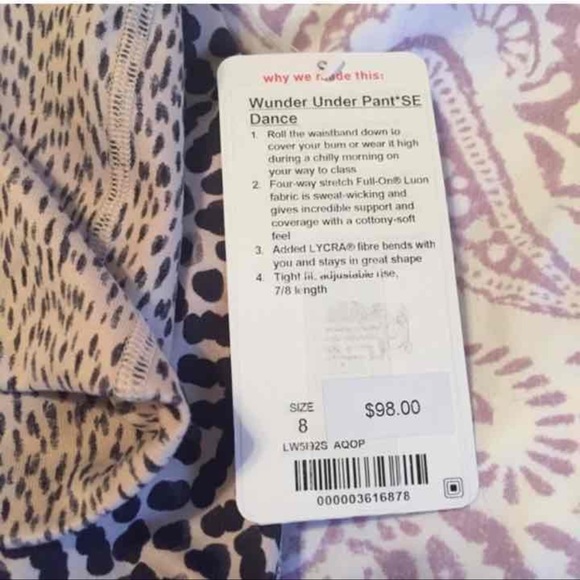 why we made this:
Wunder Under Pant*SE
Dance
1. Roll the waistband down to
cover your bum or wear it high
during a chilly morning on
your way to class
2. Four-way stretch Full-On® Luon
fabric is sweat-wicking and
gives incredible support and
coverage with a cottony-soft
feel
3. Added LYCRA® fibre bends with
you and stays in great shape
4. Tight fit, adjustable rise,
7/8 length
SIZE
8
$98.00
AQOP
000003616878